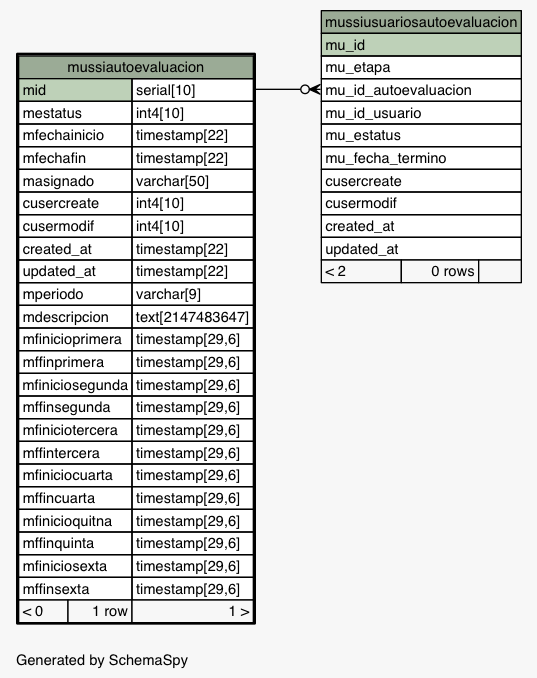 mussiusuariosautoevaluacion
mu_id
mu_etapa
mu_id_autoevaluacion
mu_id_usuario
mu_estatus
mu_fecha_termino
cusercreate
cusermodif
created_at
updated_at
< 2 0 rows
mussiautoevaluacion
mid serial[10]
mestatus int4[10]
mfechainicio timestamp[22]
mfechafin timestamp[22]
masignado varchar[50]
cusercreate int4[10]
cusermodif int4[10]
created_at timestamp[22]
updated_at timestamp[22]
mperiodo varchar[9]
mdescripcion text[2147483647]
mfinicioprimera timestamp[29,6]
mffinprimera timestamp[29,6]
mfiniciosegunda timestamp[29,6]
mffinsegunda timestamp[29,6]
mfiniciotercera timestamp[29,6]
mffintercera timestamp[29,6]
mfiniciocuarta timestamp[29,6]
mffincuarta timestamp[29,6]
mfinicioquitna timestamp[29,6]
mffinquinta timestamp[29,6]
mfiniciosexta timestamp[29,6]
mffinsexta timestamp[29,6]
< 0 1 row 1 >
Generated by SchemaSpy